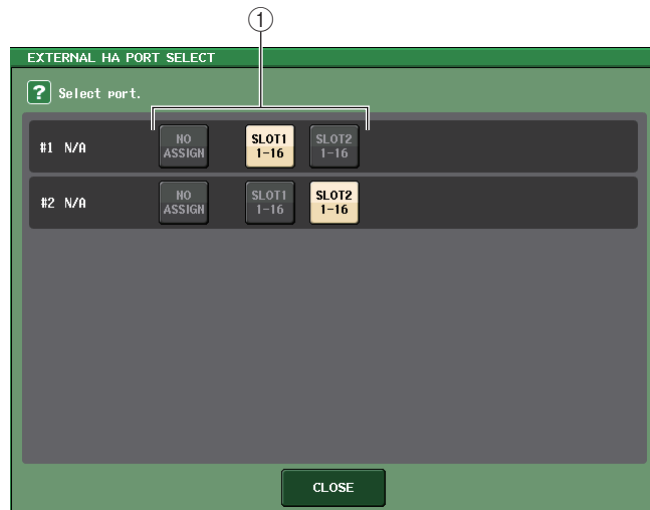 ①
EXTERNAL HA PORT SELECT
? Select port.
#1 N/A NO ASSIGN SLOT1 1-16 SLOT2 1-16
#2 N/A NO ASSIGN SLOT1 1-16 SLOT2 1-16
CLOSE